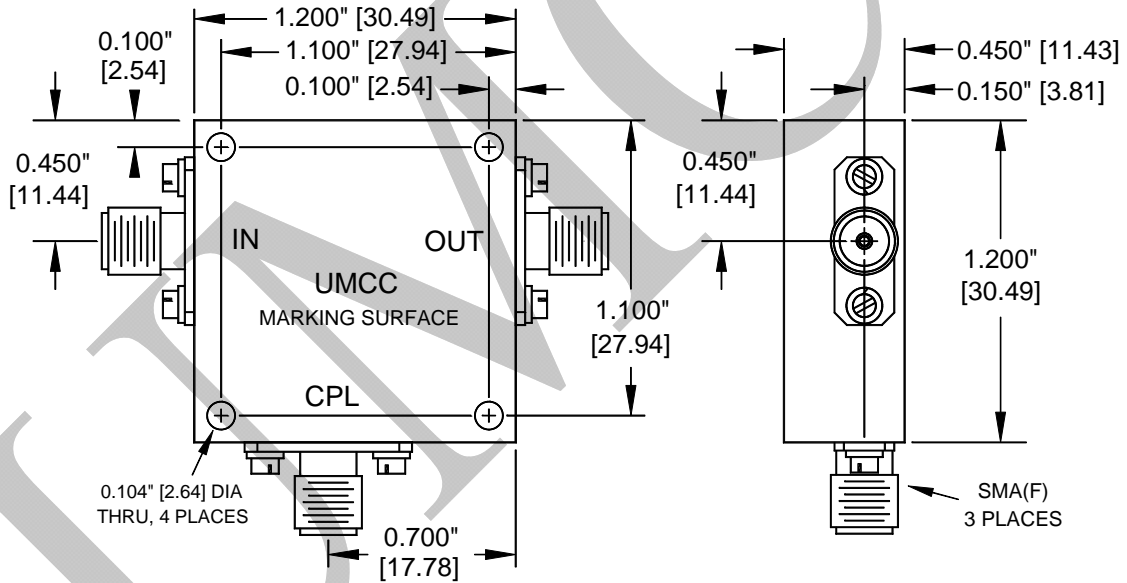 1.200" [30.49]
1.100" [27.94]
0.100" [2.54]
0.100"
[2.54]
0.450"
[11.44]
IN
OUT
UMCC
MARKING SURFACE
CPL
1.100"
[27.94]
0.104" [2.64] DIA
THRU, 4 PLACES
0.700"
[17.78]
0.450" [11.43]
0.150" [3.81]
0.450"
[11.44]
1.200"
[30.49]
SMA(F)
3 PLACES